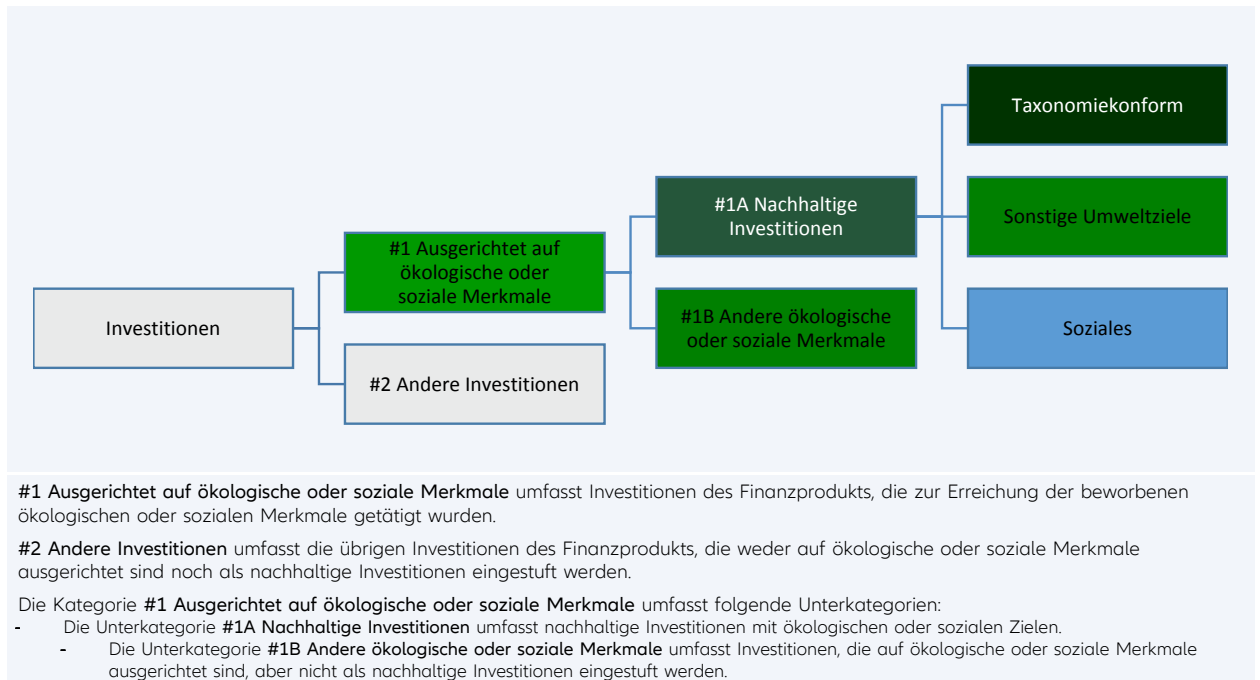 Taxonomiekonform
#1A Nachhaltige
Investitionen
Sonstige Umweltziele
#1 Ausgerichtet auf
ökologische oder
soziale Merkmale
Investitionen
#1B Andere ökologische
oder soziale Merkmale
Soziales
#2 Andere Investitionen
#1 Ausgerichtet auf ökologische oder soziale Merkmale umfasst Investitionen des Finanzprodukts, die zur Erreichung der beworbenen
ökologischen oder sozialen Merkmale getätigt wurden.
#2 Andere Investitionen umfasst die übrigen Investitionen des Finanzprodukts, die weder auf ökologische oder soziale Merkmale
ausgerichtet sind noch als nachhaltige Investitionen eingestuft werden.
Die Kategorie #1 Ausgerichtet auf ökologische oder soziale Merkmale umfasst folgende Unterkategorien:
- Die Unterkategorie #1A Nachhaltige Investitionen umfasst nachhaltige Investitionen mit ökologischen oder sozialen Zielen.
- Die Unterkategorie #1B Andere ökologische oder soziale Merkmale umfasst Investitionen, die auf ökologische oder soziale Merkmale
ausgerichtet sind, aber nicht als nachhaltige Investitionen eingestuft werden.